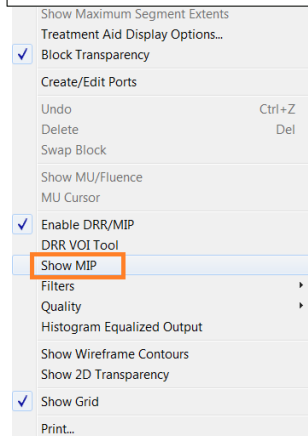 Show Maximum Segment Extents
Treatment Aid Display Options...
Block Transparency
Create/Edit Ports
Undo Ctrl+Z
Delete Del
Swap Block
Show MU/Fluence
MU Cursor
Enable DRR/MIP
DRR VOI Tool
Show MIP
Filters
Quality
Histogram Equalized Output
Show Wireframe Contours
Show 2D Transparency
Show Grid
Print...